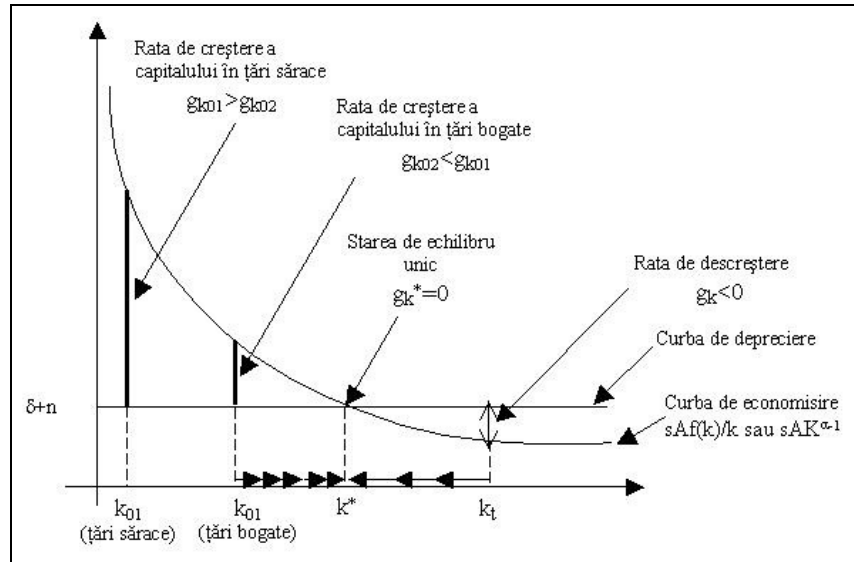 Rata de creştere a
capitalului în ţări sărace
gk01>gk02
Rata de creştere a
capitalului în ţări bogate
gk02<gk01
Starea de echilibru
unic
gk*=0
Rata de descreştere
gk<0
Curba de depreciere
δ+n
Curba de economisire
sAf(k)/k sau sAK^α-1
k01
(ţări sărace)
k01
(ţări bogate)
k*
kt